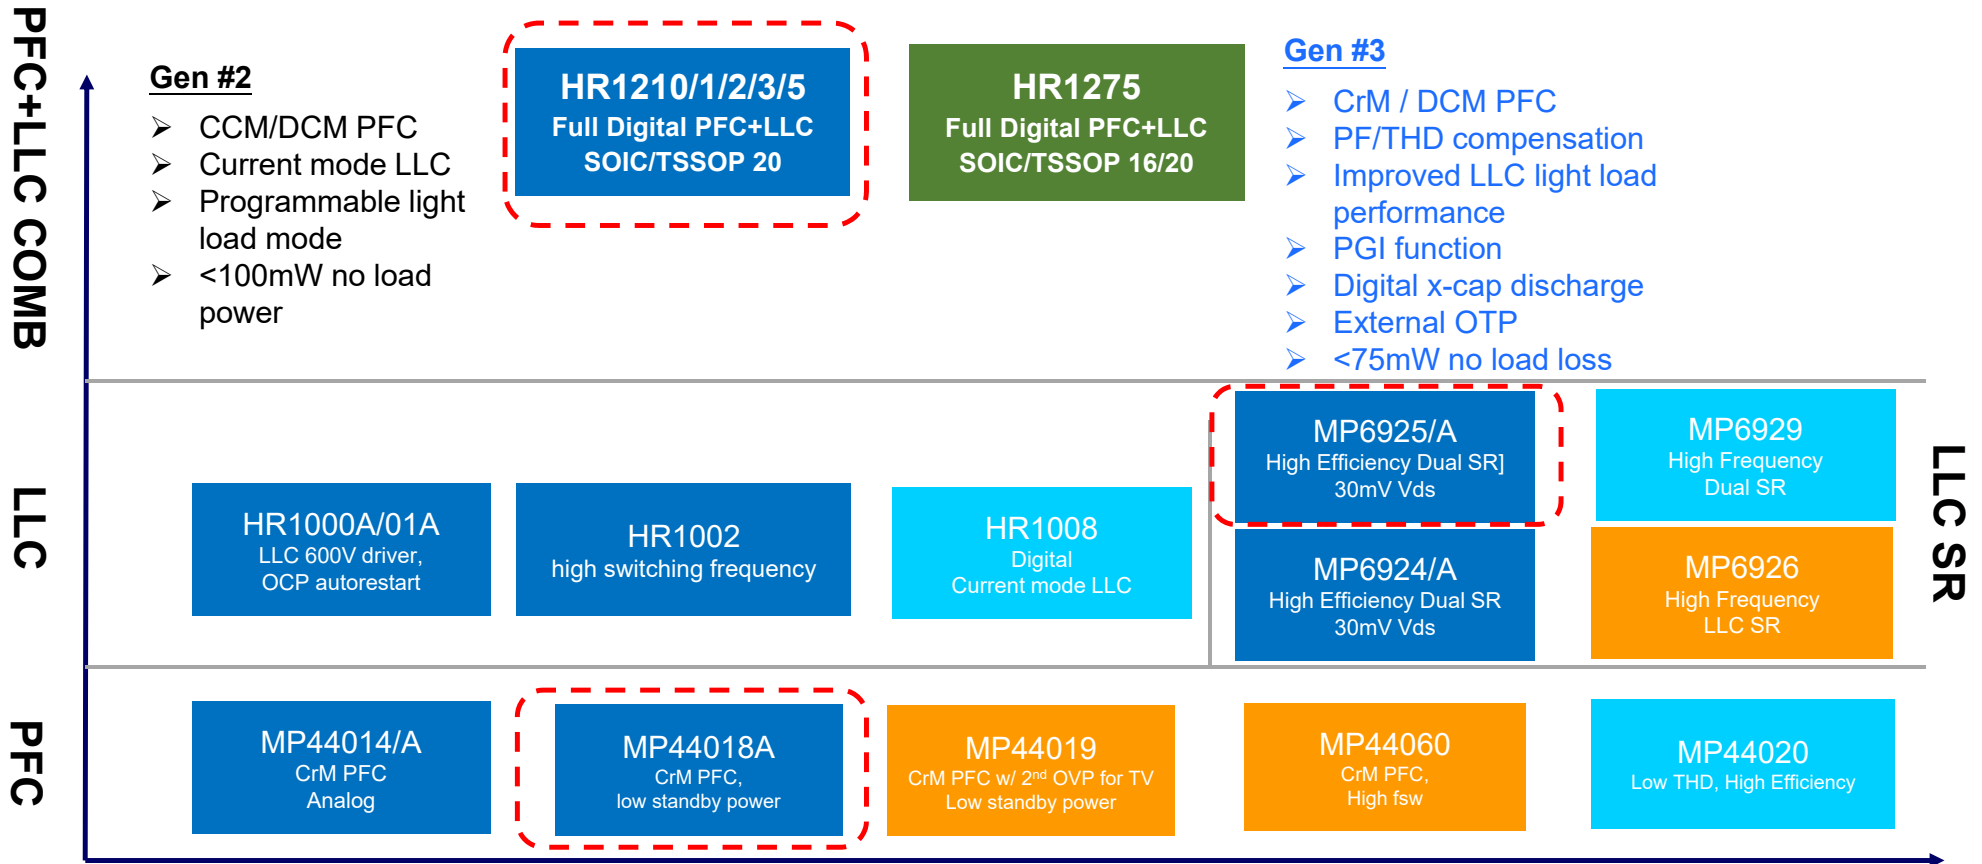 PFC+LLC COMB
Gen #2
➢ CCM/DCM PFC
➢ Current mode LLC
➢ Programmable light
load mode
➢ <100mW no load
power
HR1210/1/2/3/5
Full Digital PFC+LLC
SOIC/TSSOP 20
HR1275
Full Digital PFC+LLC
SOIC/TSSOP 16/20
Gen #3
➢ CrM / DCM PFC
➢ PF/THD compensation
➢ Improved LLC light load
performance
➢ PGI function
➢ Digital x-cap discharge
➢ External OTP
➢ <75mW no load loss
LLC
HR1000A/01A
LLC 600V driver,
OCP autorestart
HR1002
high switching frequency
HR1008
Digital
Current mode LLC
MP6925/A
High Efficiency Dual SR]
30mV Vds
MP6929
High Frequency
Dual SR
MP6924/A
High Efficiency Dual SR
30mV Vds
MP6926
High Frequency
LLC SR
LLC SR
PFC
MP44014/A
CrM PFC
Analog
MP44018A
CrM PFC,
low standby power
MP44019
CrM PFC w/ 2nd OVP for TV
Low standby power
MP44060
CrM PFC,
High fsw
MP44020
Low THD, High Efficiency